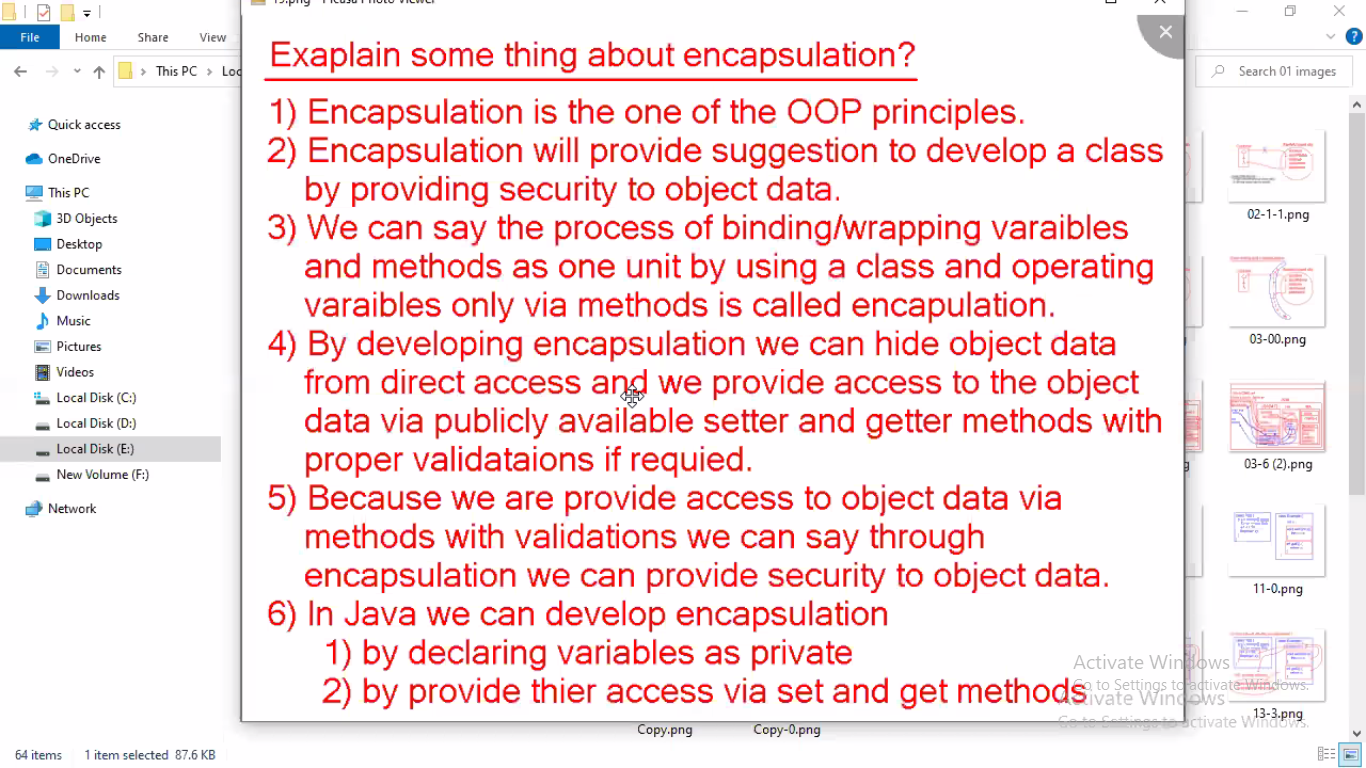 19.png - Picasa Photo Viewer
File Home Share View
This PC
Search 01 images
Quick access
OneDrive
This PC
3D Objects
Desktop
Documents
Downloads
Music
Pictures
Videos
Local Disk (C:)
Local Disk (D:)
Local Disk (E:)
New Volume (F:)
Network
Exaplain some thing about encapsulation?
1) Encapsulation is the one of the OOP principles.
2) Encapsulation will provide suggestion to develop a class
by providing security to object data.
3) We can say the process of binding/wrapping varaibles
and methods as one unit by using a class and operating
varaibles only via methods is called encapulation.
4) By developing encapsulation we can hide object data
from direct access and we provide access to the object
data via publicly available setter and getter methods with
proper validataions if requied.
5) Because we are provide access to object data via
methods with validations we can say through
encapsulation we can provide security to object data.
6) In Java we can develop encapsulation
1) by declaring variables as private
2) by provide thier access via set and get methods
02-1-1.png
03-00.png
03-6 (2).png
11-0.png
13-3.png
Activate Windows
Go to Settings to activate Windows.
Activate Windows
Go to Settings to activate Windows.
Copy.png Copy-0.png
64 items 1 item selected 87.6 KB